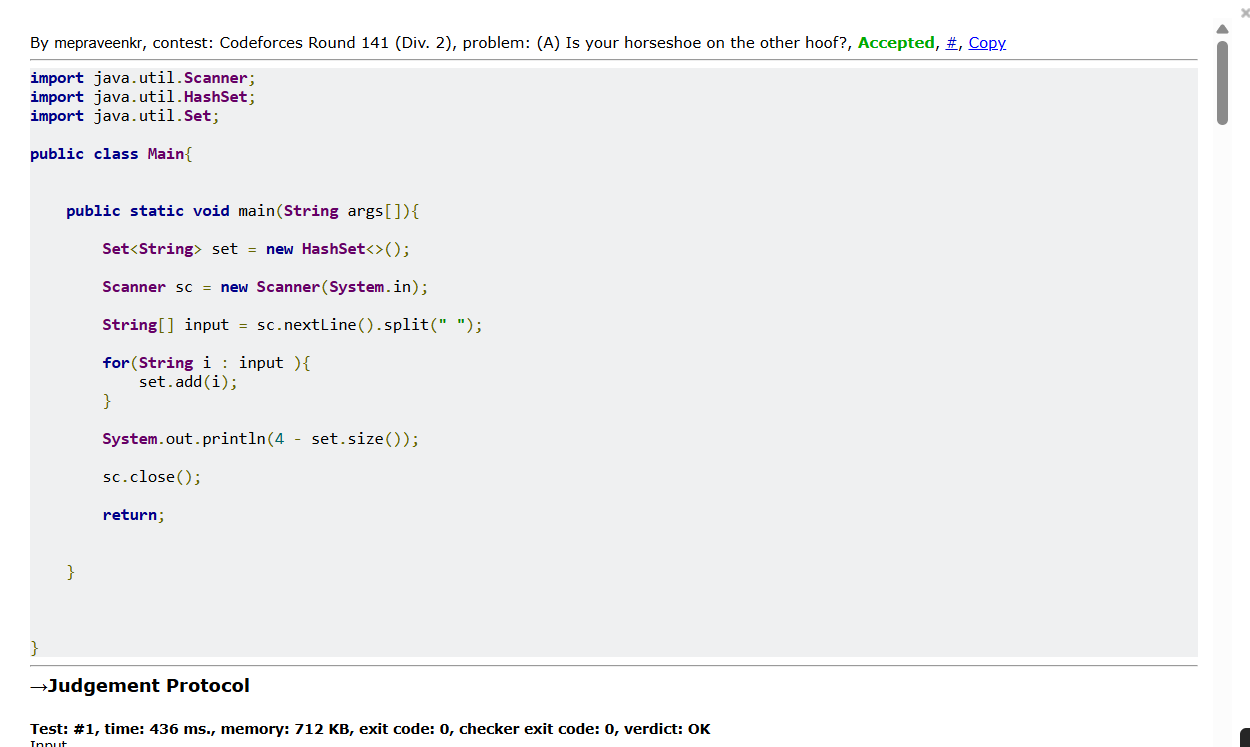 By mepraveenkr, contest: Codeforces Round 141 (Div. 2), problem: (A) Is your horseshoe on the other hoof?, Accepted, #, Copy
import java.util.Scanner;
import java.util.HashSet;
import java.util.Set;
public class Main{
public static void main(String args[]){
Set<String> set = new HashSet<>();
Scanner sc = new Scanner(System.in);
String[] input = sc.nextLine().split(" ");
for(String i : input ){
set.add(i);
}
System.out.println(4 - set.size());
sc.close();
return;
}
}
→Judgement Protocol
Test: #1, time: 436 ms., memory: 712 KB, exit code: 0, checker exit code: 0, verdict: OK
Input